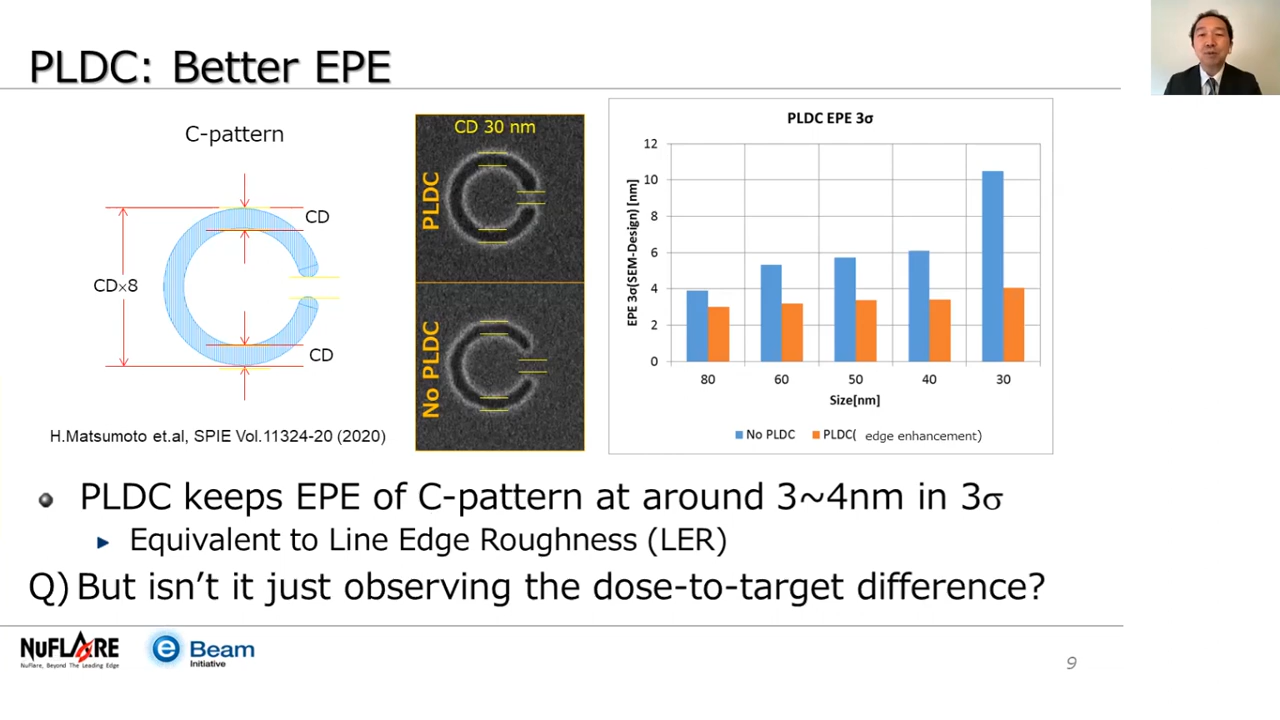 PLDC: Better EPE
C-pattern
CD
CD×8
CD
H.Matsumoto et.al, SPIE Vol.11324-20 (2020)
CD 30 nm
PLDC
No PLDC
PLDC EPE 3σ
EPE 3σ(SEM-Design) [nm]
12
10
8
6
4
2
0
80 60 50 40 30
Size[nm]
No PLDC PLDC( edge enhancement)
PLDC keeps EPE of C-pattern at around 3~4nm in 3σ
Equivalent to Line Edge Roughness (LER)
Q) But isn't it just observing the dose-to-target difference?
NUFLARE
Nuflare, Beyond The Leading Edge
e Beam
Initiative
9